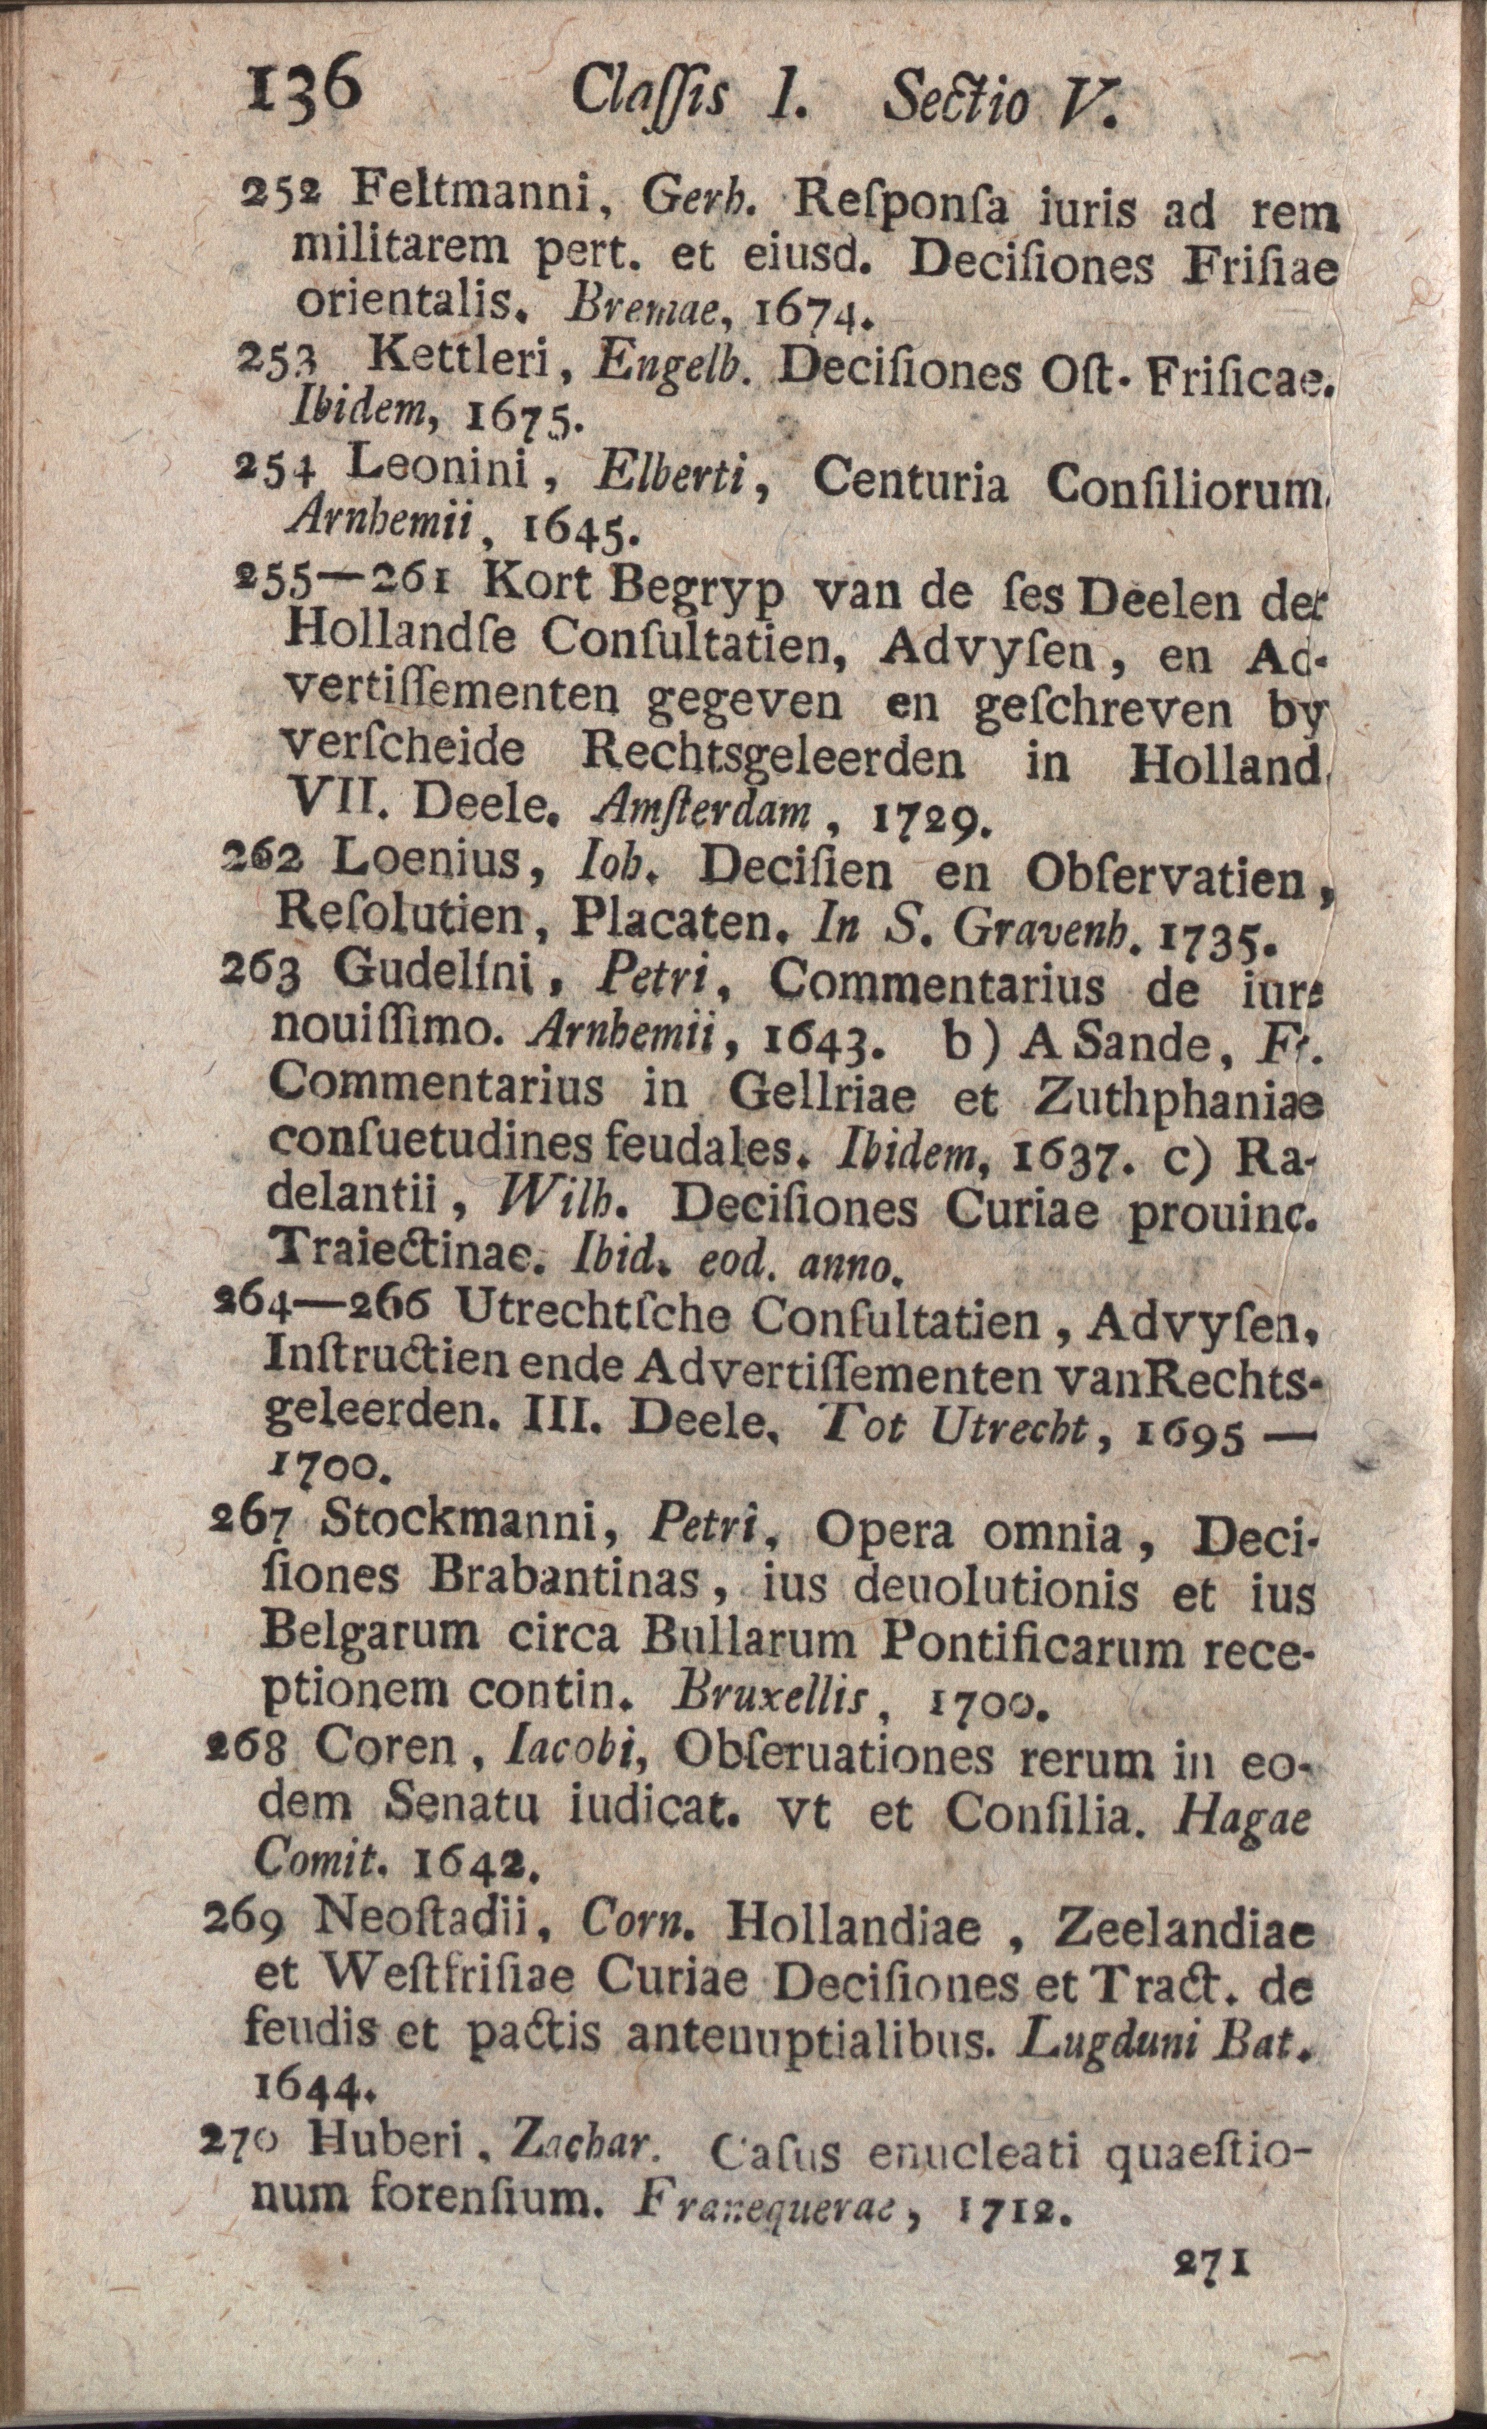 136 Claſſis I. Sectio V.
252 Feltmanni, Gerh. Reſponſa iuris ad rem
militarem pert. et eiusd. Deciſiones Friſiae
orientalis. Bremae, 1674.
253 Kettleri, Engelb. Deciſiones Oſt-Friſicae.
Ibidem, 1675.
254 Leonini, Elberti, Centuria Conſiliorum.
Arnhemii, 1645.
255—261 Kort Begryp van de ſes Deelen der
Hollandſe Conſultatien, Advyſen, en Ad-
vertiſſementen gegeven en geſchreven by
verſcheide Rechtsgeleerden in Holland.
VII. Deele. Amſterdam, 1729.
262 Loenius, Ioh. Deciſien en Obſervatien,
Reſolutien, Placaten. In S. Gravenh. 1735.
263 Gudelini, Petri, Commentarius de iure
nouiſſimo. Arnhemii, 1643. b) A Sande, Fr.
Commentarius in Gellriae et Zuthphaniae
conſuetudines feudales. Ibidem, 1637. c) Ra-
delantii, Wilh. Deciſiones Curiae prouinc.
Traiectinae. Ibid. eod. anno.
264—266 Utrechtſche Conſultatien, Advyſen,
Inſtructien ende Advertiſſementen van Rechts-
geleerden. III. Deele. Tot Utrecht, 1695 —
1700.
267 Stockmanni, Petri, Opera omnia, Deci-
ſiones Brabantinas, ius deuolutionis et ius
Belgarum circa Bullarum Pontificarum rece-
ptionem contin. Bruxellis, 1700.
268 Coren, Iacobi, Obſeruationes rerum in eo-
dem Senatu iudicat. vt et Conſilia. Hagae
Comit. 1642.
269 Neoſtadii, Corn. Hollandiae, Zeelandiae
et Weſtfriſiae Curiae Deciſiones et Tract. de
feudis et pactis antenuptialibus. Lugduni Bat.
1644.
270 Huberi, Zachar. Caſus enucleati quaeſtio-
num forenſium. Franequerae, 1712.
271